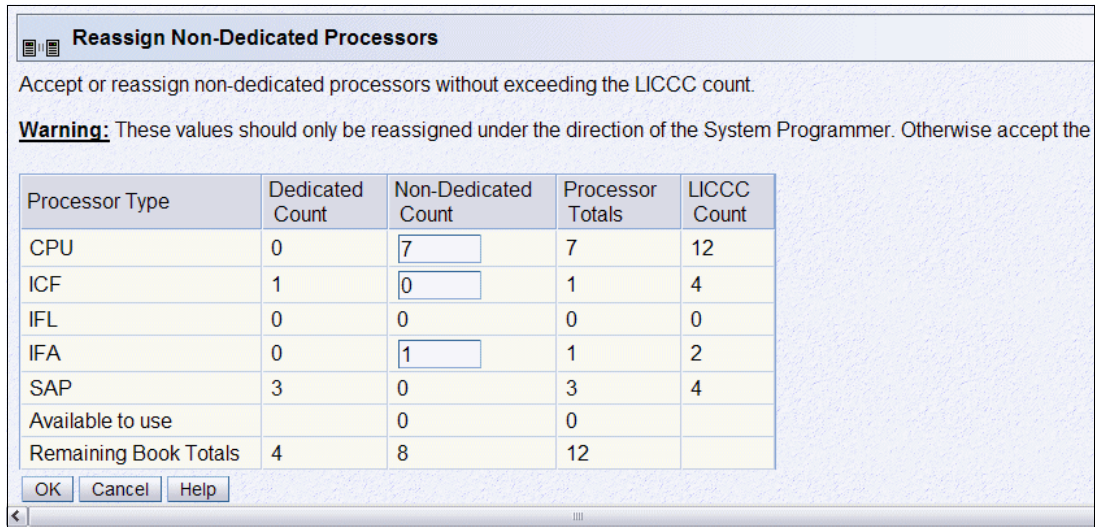 Reassign Non-Dedicated Processors
Accept or reassign non-dedicated processors without exceeding the LICCC count.
Warning: These values should only be reassigned under the direction of the System Programmer. Otherwise accept the
Processor Type Dedicated Count Non-Dedicated Count Processor Totals LICCC Count
CPU 0 7 7 12
ICF 1 0 1 4
IFL 0 0 0 0
IFA 0 1 1 2
SAP 3 0 3 4
Available to use 0 0
Remaining Book Totals 4 8 12
OK Cancel Help